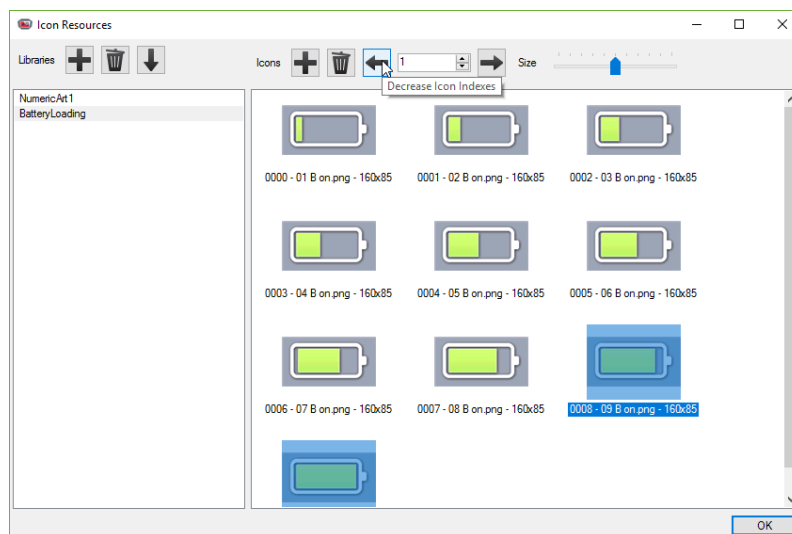 Icon Resources
Libraries
Icons
1
Size
Decrease Icon Indexes
NumericArt1
BatteryLoading
0000 - 01 B on.png - 160x85
0001 - 02 B on.png - 160x85
0002 - 03 B on.png - 160x85
0003 - 04 B on.png - 160x85
0004 - 05 B on.png - 160x85
0005 - 06 B on.png - 160x85
0006 - 07 B on.png - 160x85
0007 - 08 B on.png - 160x85
0008 - 09 B on.png - 160x85
OK